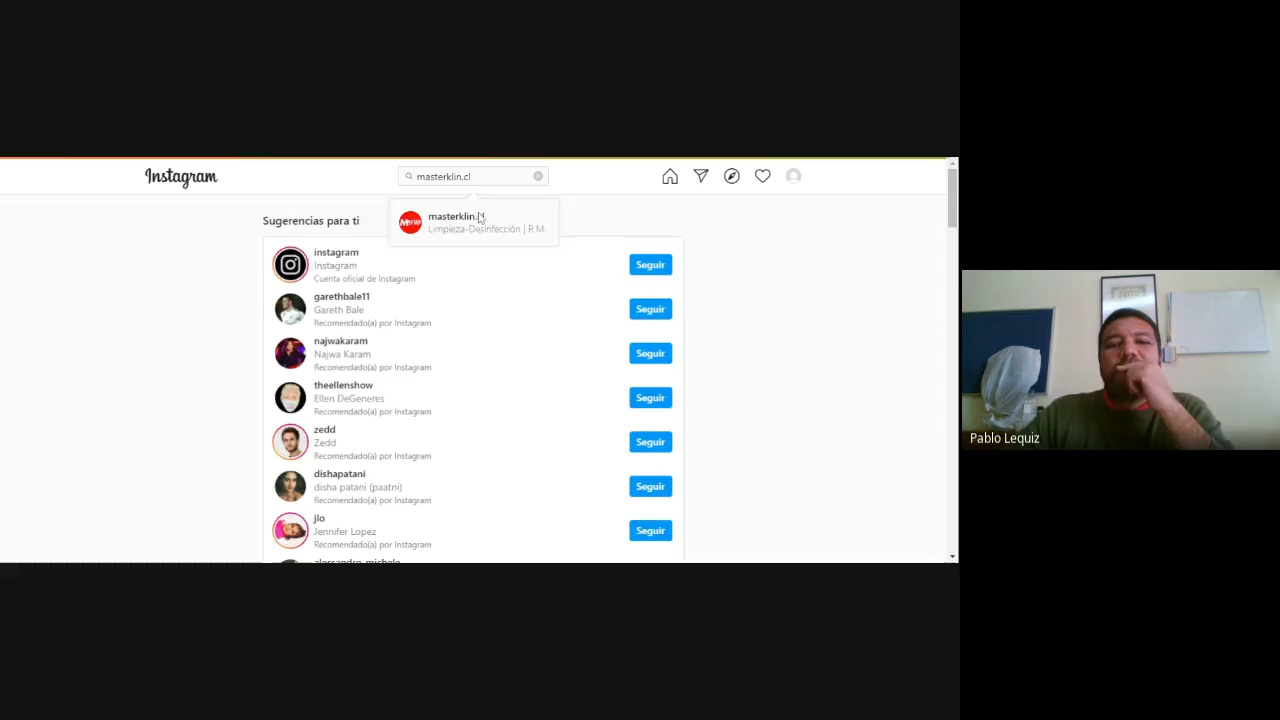 Instagram
masterklin.cl
masterklin.
Limpieza-Desinfección | R.M.
Sugerencias para ti
instagram
Instagram
Cuenta oficial de Instagram
Seguir
garethbale11
Gareth Bale
Recomendado(a) por Instagram
Seguir
najwakaram
Najwa Karam
Recomendado(a) por Instagram
Seguir
theellenshow
Ellen DeGeneres
Recomendado(a) por Instagram
Seguir
zedd
Zedd
Recomendado(a) por Instagram
Seguir
dishapatani
disha patani (paatni)
Recomendado(a) por Instagram
Seguir
jlo
Jennifer Lopez
Recomendado(a) por Instagram
Seguir
Pablo Lequiz